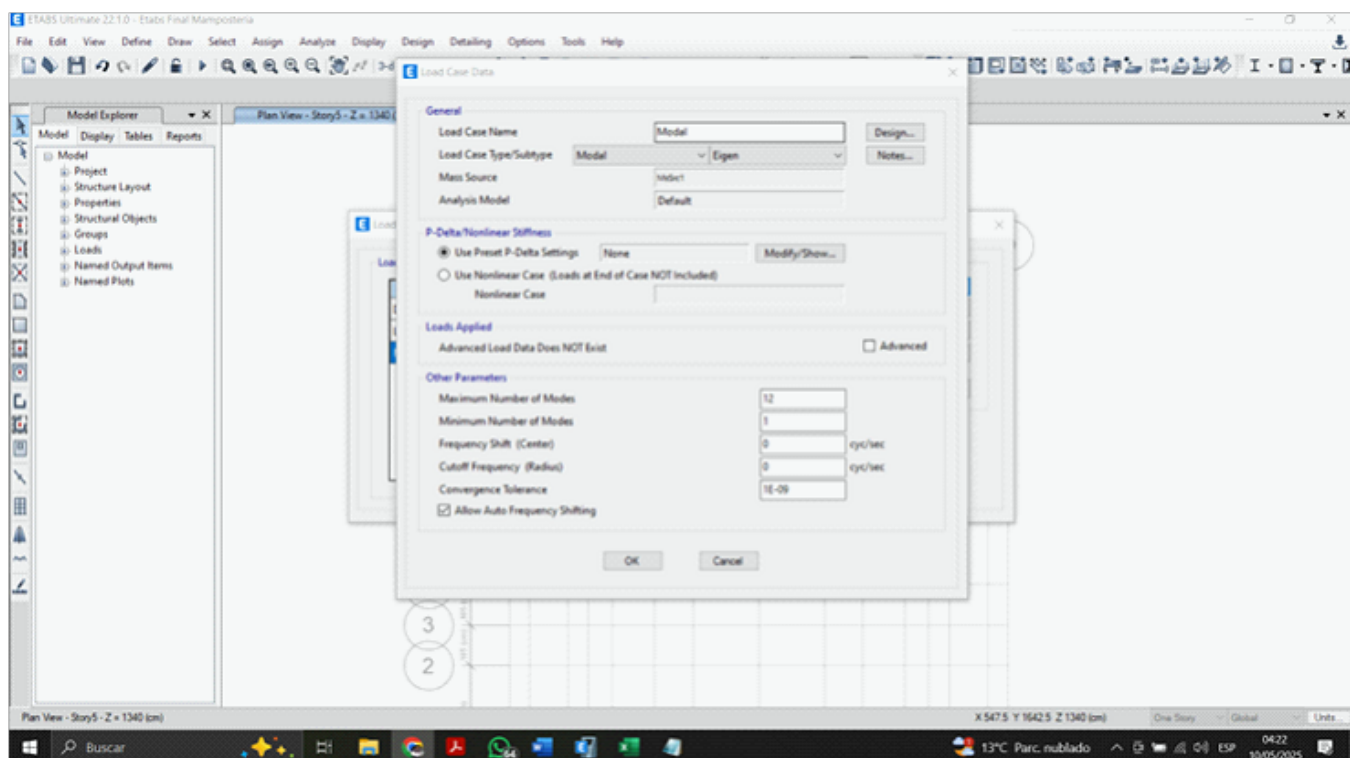 ETABS Ultimate 22.1.0 - Etabs Final Mamposteria
File Edit View Define Draw Select Assign Analyze Display Design Detailing Options Tools Help
Model Explorer
Plan View - Story5 - Z = 1340 (
Model Display Tables Reports
Model
Project
Structure Layout
Properties
Structural Objects
Groups
Loads
Named Output Items
Named Plots
Load
Loa
Load Case Data
General
Load Case Name Modal Design...
Load Case Type/Subtype Modal Eigen Notes...
Mass Source MsSrc1
Analysis Model Default
P-Delta/Nonlinear Stiffness
Use Preset P-Delta Settings None Modify/Show...
Use Nonlinear Case (Loads at End of Case NOT Included)
Nonlinear Case
Loads Applied
Advanced Load Data Does NOT Exist Advanced
Other Parameters
Maximum Number of Modes 12
Minimum Number of Modes 1
Frequency Shift (Center) 0 cyc/sec
Cutoff Frequency (Radius) 0 cyc/sec
Convergence Tolerance 1E-09
Allow Auto Frequency Shifting
OK Cancel
3
2
Plan View - Story5 - Z = 1340 (cm) X 547.5 Y 1642.5 Z 1340 (cm) One Story Global Units...
Buscar 64 13°C Parc. nublado ESP 04:22
10/05/2025